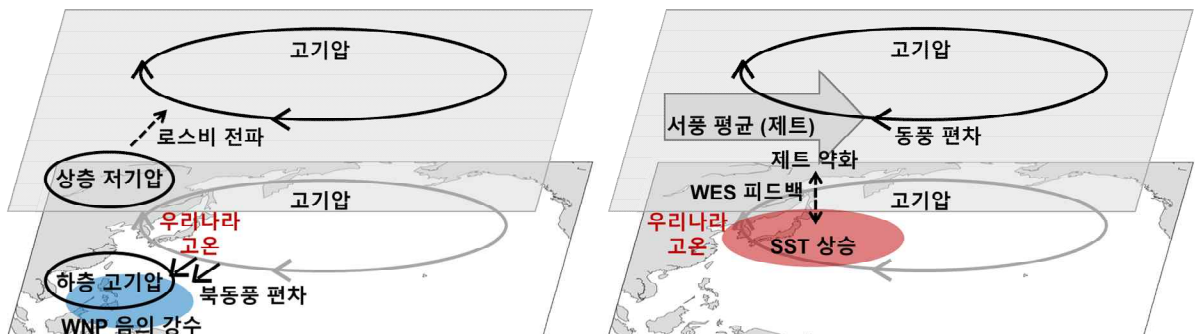 고기압
로스비 전파
상층 저기압
고기압
우리나라
고온
하층 고기압
북동풍 편차
WNP 음의 강수
고기압
서풍 평균 (제트)
동풍 편차
제트 약화
WES 피드백
고기압
우리나라
고온
SST 상승